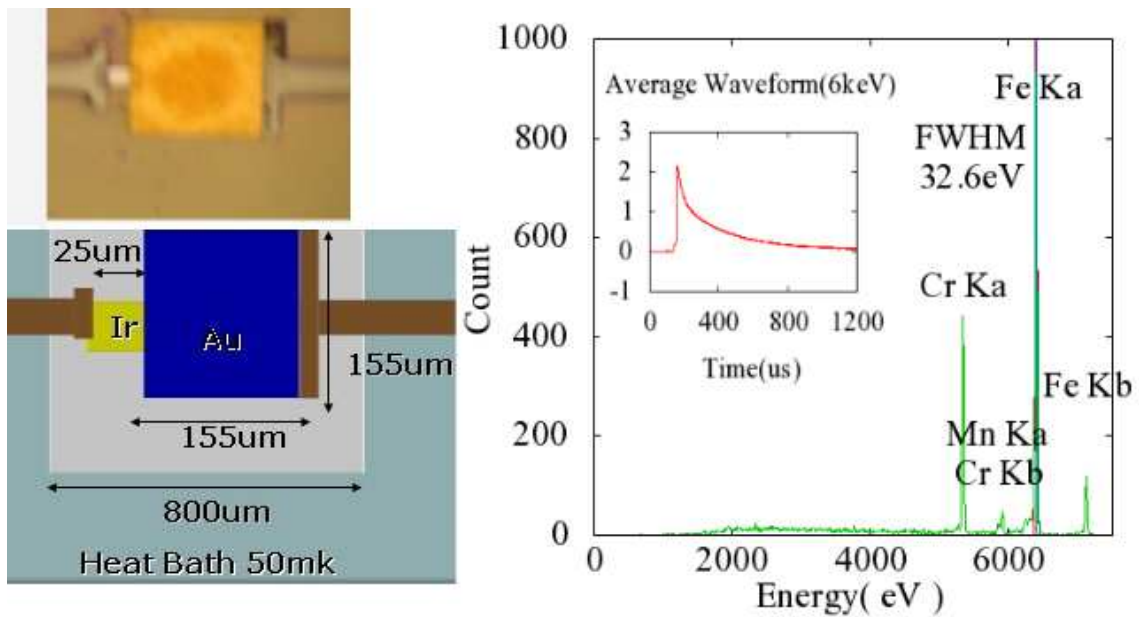 25um
Ir
Au
155um
155um
800um
Heat Bath 50mk
1000
800
600
400
200
0
Count
0
2000
4000
6000
Energy( eV )
Average Waveform(6keV)
3
2
1
0
-1
0
400
800
1200
Time(us)
Fe Ka
FWHM
32.6eV
Cr Ka
Fe Kb
Mn Ka
Cr Kb